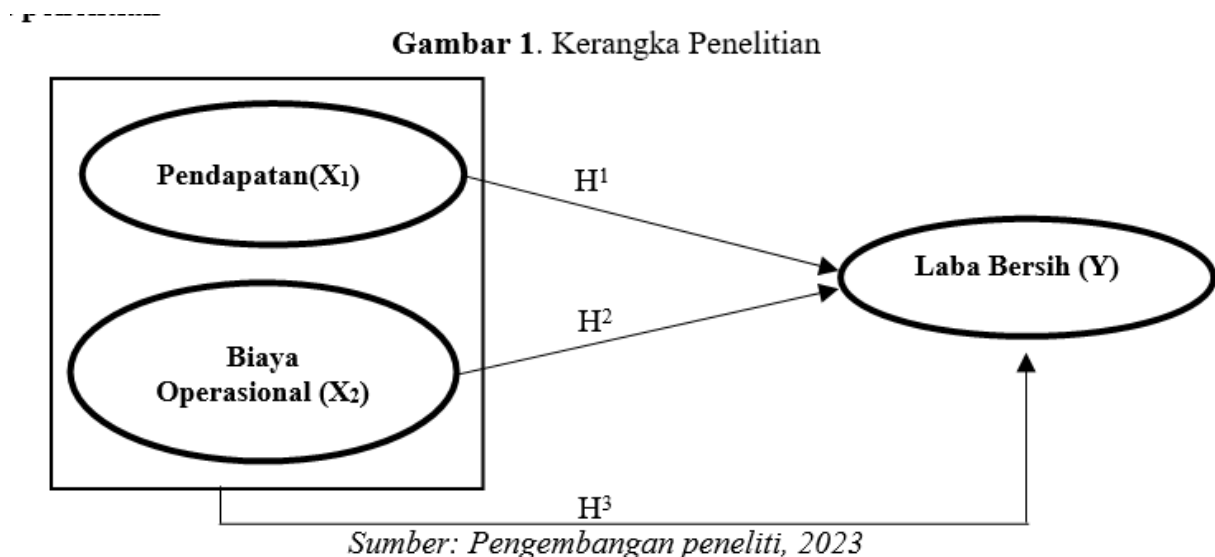 Gambar 1. Kerangka Penelitian
Pendapatan(X₁)
H¹
Laba Bersih (Y)
H²
Biaya
Operasional (X₂)
H³
Sumber: Pengembangan peneliti, 2023